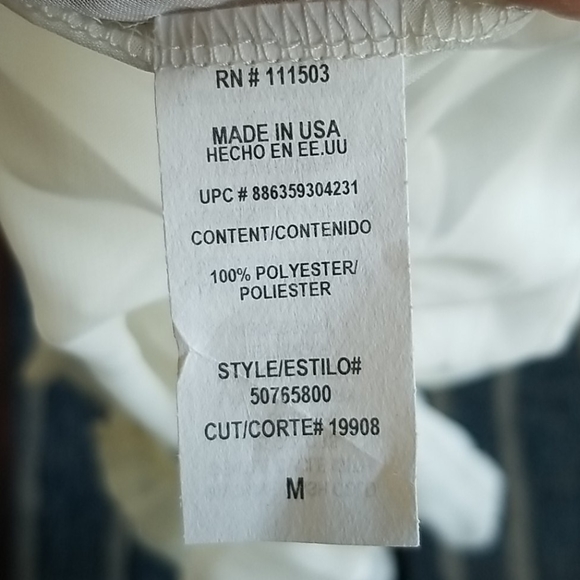 RN # 111503
MADE IN USA
HECHO EN EE.UU
UPC # 886359304231
CONTENT/CONTENIDO
100% POLYESTER/
POLIESTER
STYLE/ESTILO#
50765800
CUT/CORTE# 19908
M